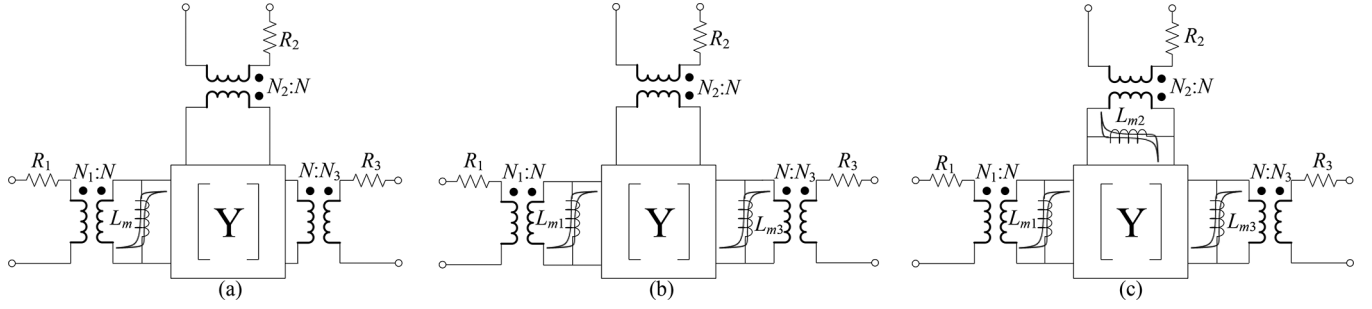 R2
N2:N
R1
N1:N
Lm
[Y]
N:N3
R3
(a)
R2
N2:N
R1
N1:N
Lm1
[Y]
Lm3
N:N3
R3
(b)
R2
N2:N
Lm2
R1
N1:N
Lm1
[Y]
Lm3
N:N3
R3
(c)